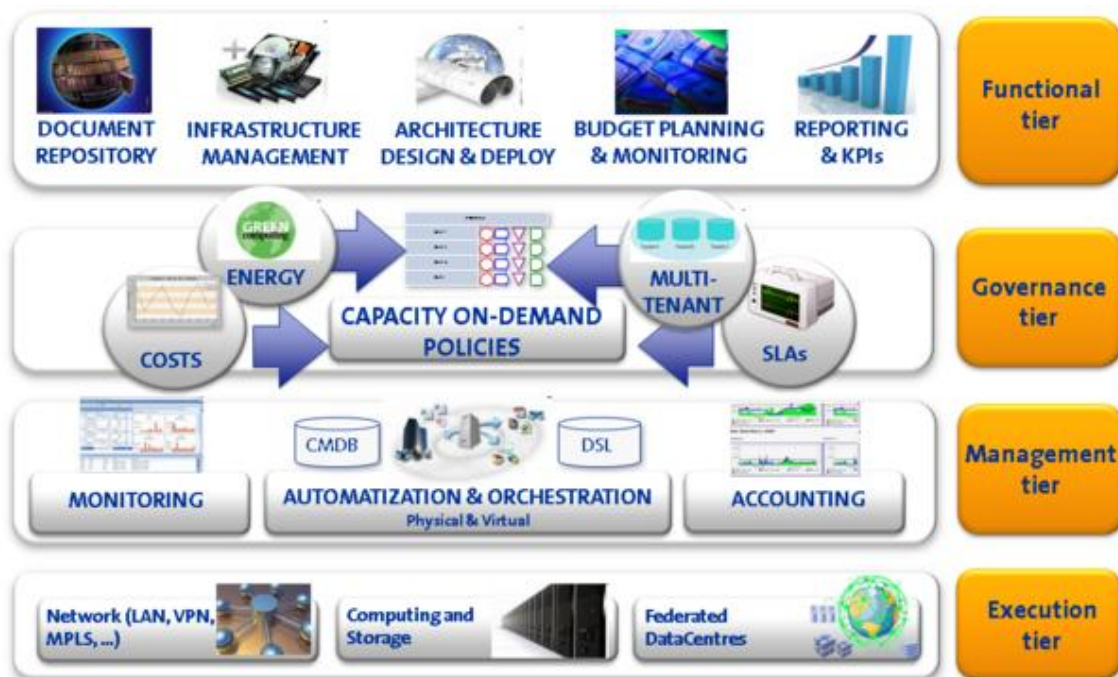 DOCUMENT
REPOSITORY
INFRASTRUCTURE
MANAGEMENT
ARCHITECTURE
DESIGN & DEPLOY
BUDGET PLANNING
& MONITORING
REPORTING
& KPIs
Functional
tier
GREEN
computing
ENERGY
COSTS
CAPACITY ON-DEMAND
POLICIES
MULTI-
TENANT
SLAs
Governance
tier
MONITORING
CMDB
DSL
AUTOMATIZATION & ORCHESTRATION
Physical & Virtual
ACCOUNTING
Management
tier
Network (LAN, VPN,
MPLS, ...)
Computing and
Storage
Federated
DataCentres
Execution
tier